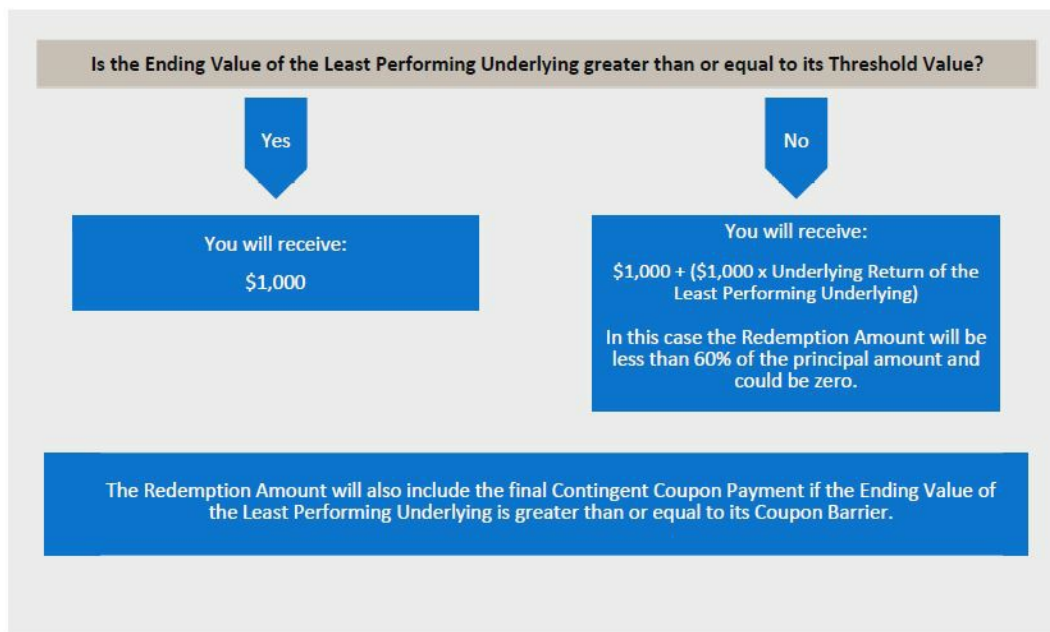 Is the Ending Value of the Least Performing Underlying greater than or equal to its Threshold Value?
Yes
No
You will receive:
$1,000
You will receive:
$1,000 + ($1,000 x Underlying Return of the
Least Performing Underlying)
In this case the Redemption Amount will be
less than 60% of the principal amount and
could be zero.
The Redemption Amount will also include the final Contingent Coupon Payment if the Ending Value of
the Least Performing Underlying is greater than or equal to its Coupon Barrier.